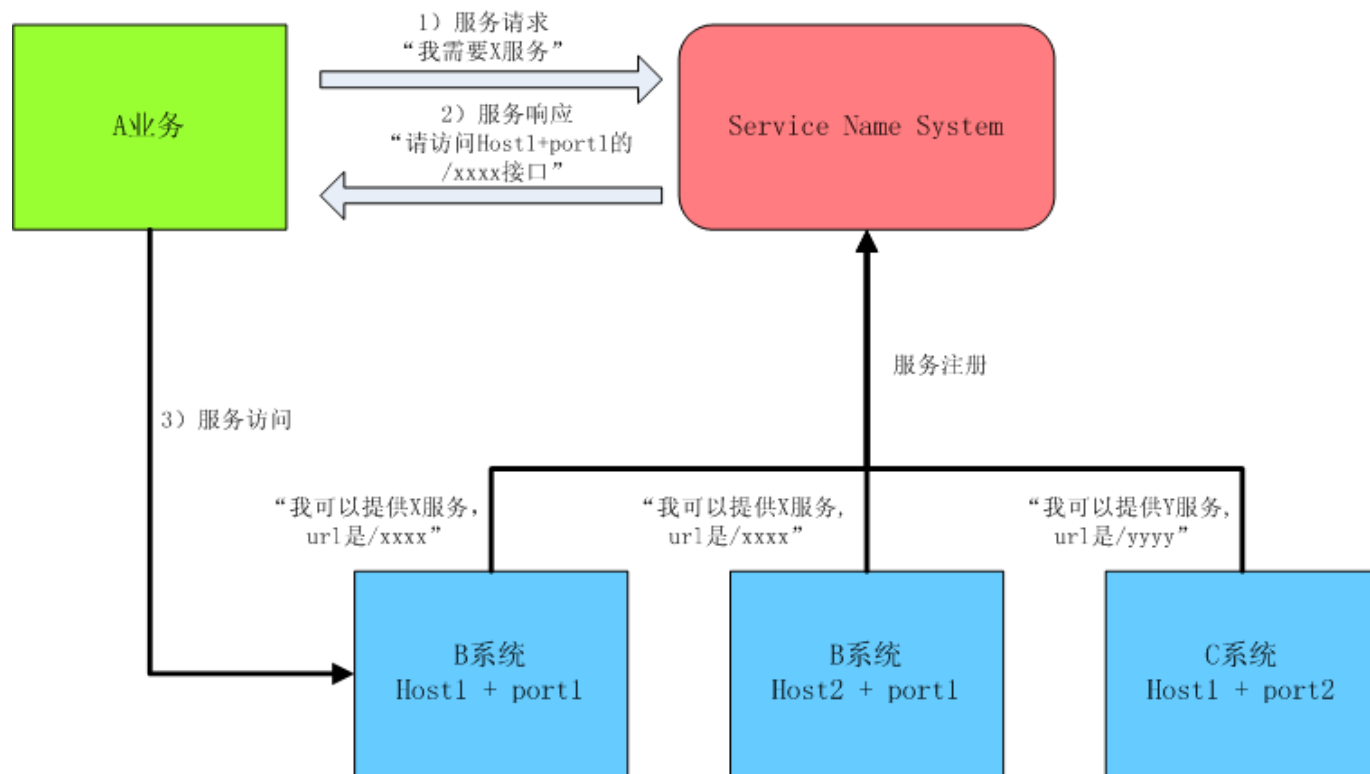 1）服务请求
“我需要X服务”
A业务
2）服务响应
“请访问Host1+port1的
/xxxx接口”
Service Name System
服务注册
3）服务访问
“我可以提供X服务，
url是/xxxx”
“我可以提供X服务,
url是/xxxx”
“我可以提供Y服务,
url是/yyyy”
B系统
Host1 + port1
B系统
Host2 + port1
C系统
Host1 + port2